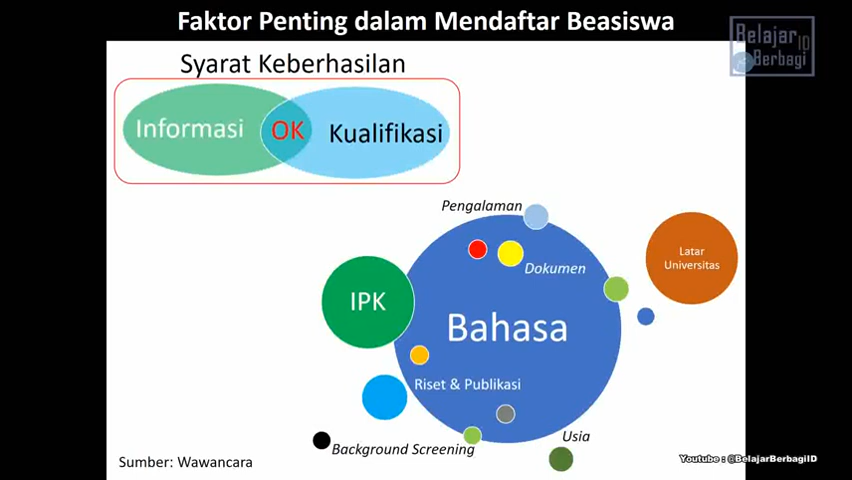 Faktor Penting dalam Mendaftar Beasiswa
Belajar ID
Berbagi
Syarat Keberhasilan
Informasi OK Kualifikasi
Pengalaman
Dokumen
Latar
Universitas
IPK
Bahasa
Riset & Publikasi
Background Screening
Usia
Sumber: Wawancara
Youtube : @BelajarBerbagiID